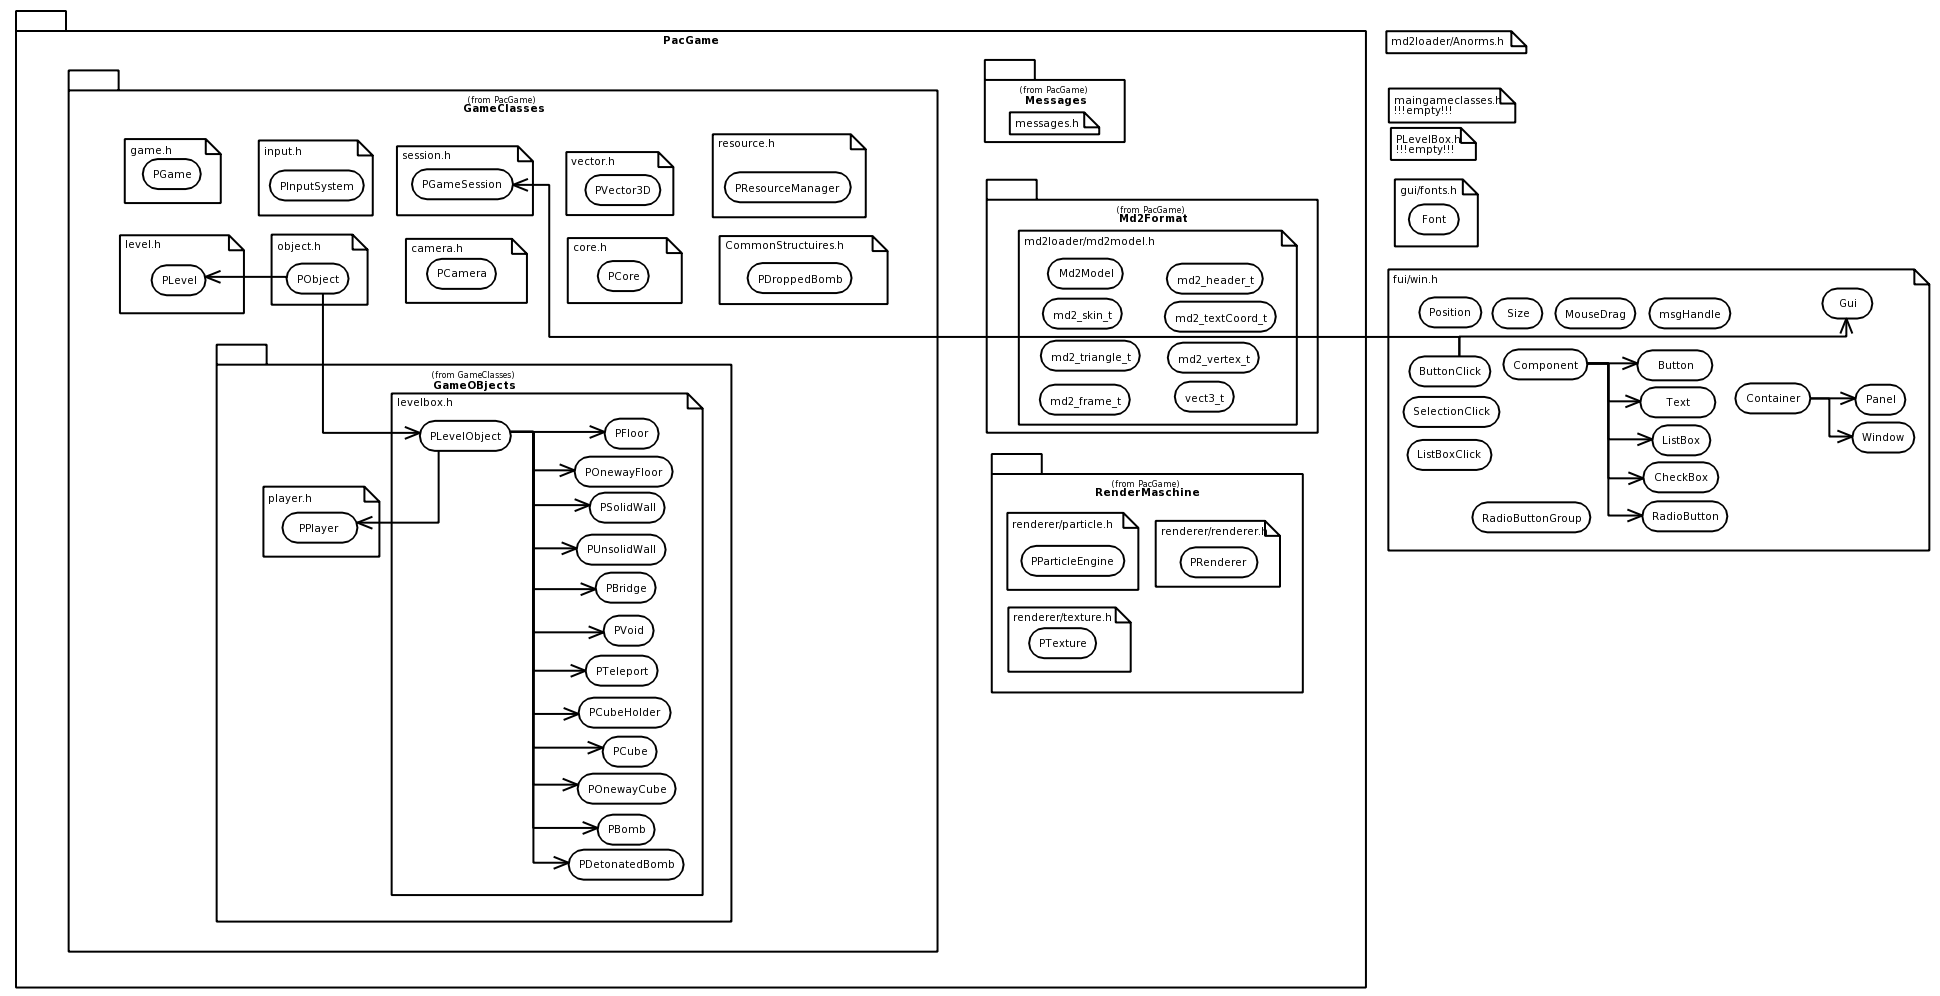 PacGame
(from PacGame)
GameClasses
game.h
PGame
input.h
PInputSystem
session.h
PGameSession
vector.h
PVector3D
resource.h
PResourceManager
level.h
PLevel
object.h
PObject
camera.h
PCamera
core.h
PCore
CommonStructuires.h
PDroppedBomb
(from GameClasses)
GameOBjects
levelbox.h
PLevelObject
PFloor
POnewayFloor
PSolidWall
PUnsolidWall
PBridge
PVoid
PTeleport
PCubeHolder
PCube
POnewayCube
PBomb
PDetonatedBomb
player.h
PPlayer
(from PacGame)
Messages
messages.h
(from PacGame)
Md2Format
md2loader/md2model.h
Md2Model
md2_header_t
md2_skin_t
md2_textCoord_t
md2_triangle_t
md2_vertex_t
md2_frame_t
vect3_t
(from PacGame)
RenderMaschine
renderer/particle.h
PParticleEngine
renderer/renderer.h
PRenderer
renderer/texture.h
PTexture
md2loader/Anorms.h
maingameclasses.h
!!!empty!!!
PLevelBox.h
!!!empty!!!
gui/fonts.h
Font
fui/win.h
Position
Size
MouseDrag
msgHandle
Gui
ButtonClick
Component
Button
SelectionClick
Text
Container
Panel
ListBoxClick
ListBox
Window
CheckBox
RadioButtonGroup
RadioButton